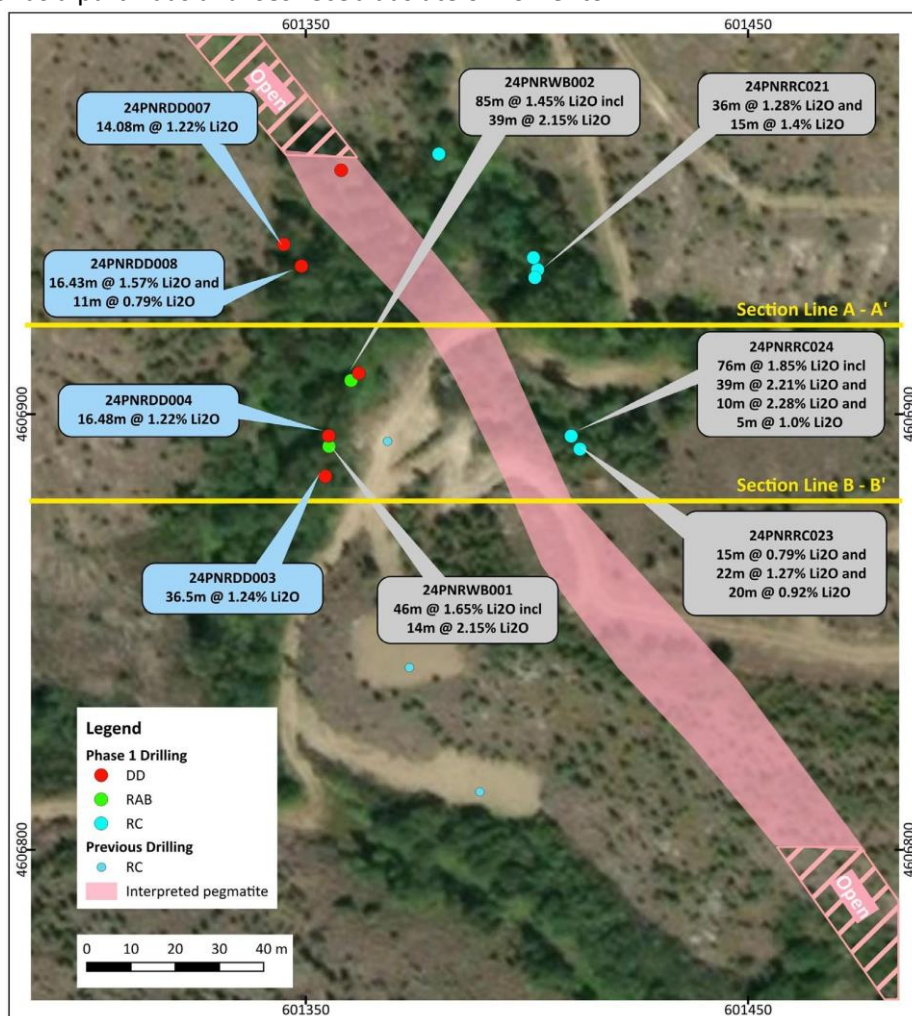 601350
601450
Open
24PNRWB002
85m @ 1.45% Li2O incl
39m @ 2.15% Li2O
24PNRRC021
36m @ 1.28% Li2O and
15m @ 1.4% Li2O
24PNRDD007
14.08m @ 1.22% Li2O
24PNRDD008
16.43m @ 1.57% Li2O and
11m @ 0.79% Li2O
Section Line A - A'
24PNRRC024
76m @ 1.85% Li2O incl
39m @ 2.21% Li2O and
10m @ 2.28% Li2O and
5m @ 1.0% Li2O
24PNRDD004
16.48m @ 1.22% Li2O
4606900
4606900
Section Line B - B'
24PNRDD003
36.5m @ 1.24% Li2O
24PNRWB001
46m @ 1.65% Li2O incl
14m @ 2.15% Li2O
24PNRRC023
15m @ 0.79% Li2O and
22m @ 1.27% Li2O and
20m @ 0.92% Li2O
Legend
Phase 1 Drilling
DD
RAB
RC
Previous Drilling
RC
Interpreted pegmatite
4606800
4606800
Open
0 10 20 30 40 m
601350
601450